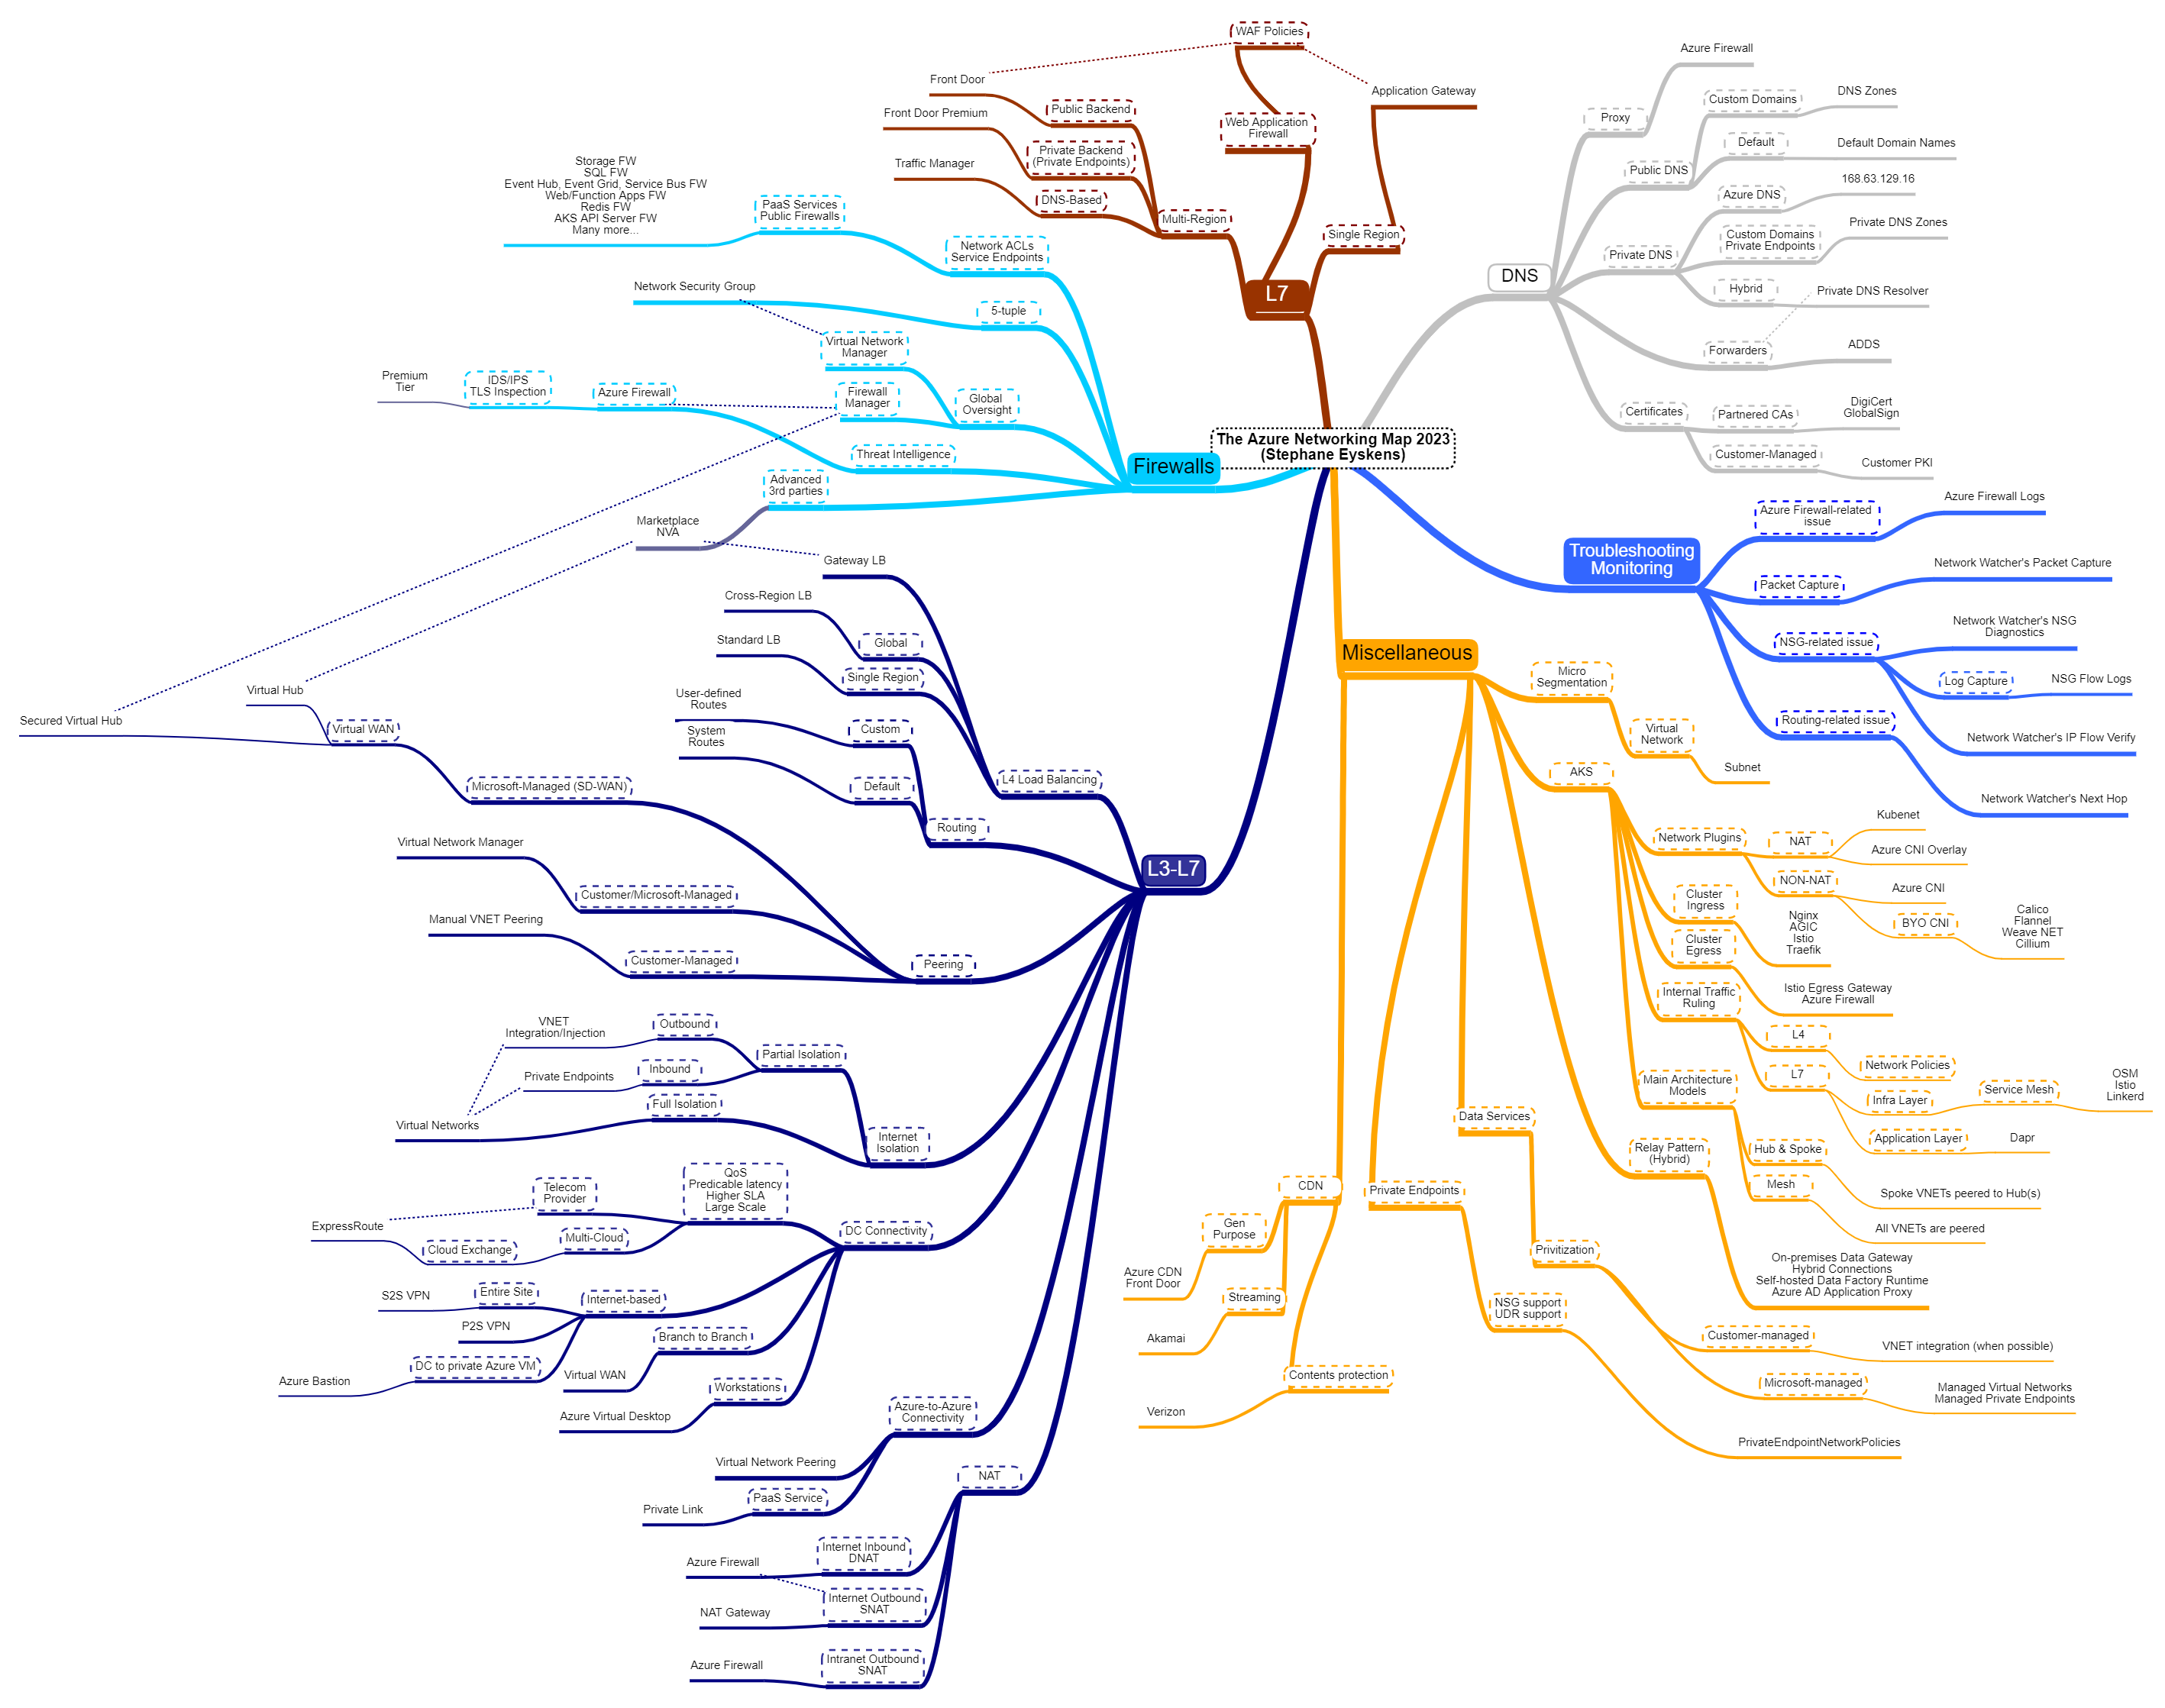 The Azure Networking Map 2023
(Stephane Eyskens)
L7
WAF Policies
Web Application
Firewall
Front Door
Public Backend
Front Door Premium
Private Backend
(Private Endpoints)
Traffic Manager
DNS-Based
Multi-Region
Application Gateway
Single Region
DNS
Azure Firewall
Proxy
Custom Domains
DNS Zones
Public DNS
Default
Default Domain Names
Azure DNS
168.63.129.16
Private DNS
Custom Domains
Private Endpoints
Private DNS Zones
Hybrid
Private DNS Resolver
Forwarders
ADDS
Certificates
Partnered CAs
DigiCert
GlobalSign
Customer-Managed
Customer PKI
Firewalls
Storage FW
SQL FW
Event Hub, Event Grid, Service Bus FW
Web/Function Apps FW
Redis FW
AKS API Server FW
Many more...
PaaS Services
Public Firewalls
Network ACLs
Service Endpoints
Network Security Group
5-tuple
Virtual Network
Manager
Firewall
Manager
Global
Oversight
Premium
Tier
IDS/IPS
TLS Inspection
Azure Firewall
Threat Intelligence
Advanced
3rd parties
Marketplace
NVA
Troubleshooting
Monitoring
Azure Firewall-related
issue
Azure Firewall Logs
Packet Capture
Network Watcher's Packet Capture
NSG-related issue
Network Watcher's NSG
Diagnostics
Log Capture
NSG Flow Logs
Network Watcher's IP Flow Verify
Routing-related issue
Network Watcher's Next Hop
L3-L7
Gateway LB
Cross-Region LB
Global
Standard LB
Single Region
L4 Load Balancing
User-defined
Routes
Custom
System
Routes
Default
Routing
Virtual Hub
Secured Virtual Hub
Virtual WAN
Microsoft-Managed (SD-WAN)
Virtual Network Manager
Customer/Microsoft-Managed
Manual VNET Peering
Customer-Managed
Peering
VNET
Integration/Injection
Outbound
Private Endpoints
Inbound
Partial Isolation
Virtual Networks
Full Isolation
Internet
Isolation
Telecom
Provider
QoS
Predicable latency
Higher SLA
Large Scale
ExpressRoute
Cloud Exchange
Multi-Cloud
DC Connectivity
S2S VPN
Entire Site
Internet-based
P2S VPN
DC to private Azure VM
Azure Bastion
Branch to Branch
Virtual WAN
Workstations
Azure Virtual Desktop
Azure-to-Azure
Connectivity
Virtual Network Peering
PaaS Service
Private Link
NAT
Internet Inbound
DNAT
Azure Firewall
Internet Outbound
SNAT
NAT Gateway
Intranet Outbound
SNAT
Azure Firewall
Miscellaneous
Micro
Segmentation
Virtual
Network
Subnet
AKS
Network Plugins
NAT
Kubenet
Azure CNI Overlay
NON-NAT
Azure CNI
BYO CNI
Calico
Flannel
Weave NET
Cillium
Cluster
Ingress
Nginx
AGIC
Istio
Traefik
Cluster
Egress
Istio Egress Gateway
Azure Firewall
Internal Traffic
Ruling
L4
Network Policies
L7
Infra Layer
Service Mesh
OSM
Istio
Linkerd
Application Layer
Dapr
Main Architecture
Models
Hub & Spoke
Spoke VNETs peered to Hub(s)
Mesh
All VNETs are peered
Relay Pattern
(Hybrid)
On-premises Data Gateway
Hybrid Connections
Self-hosted Data Factory Runtime
Azure AD Application Proxy
Data Services
Privitization
Customer-managed
VNET integration (when possible)
Microsoft-managed
Managed Virtual Networks
Managed Private Endpoints
Private Endpoints
NSG support
UDR support
PrivateEndpointNetworkPolicies
CDN
Gen
Purpose
Azure CDN
Front Door
Streaming
Akamai
Contents protection
Verizon